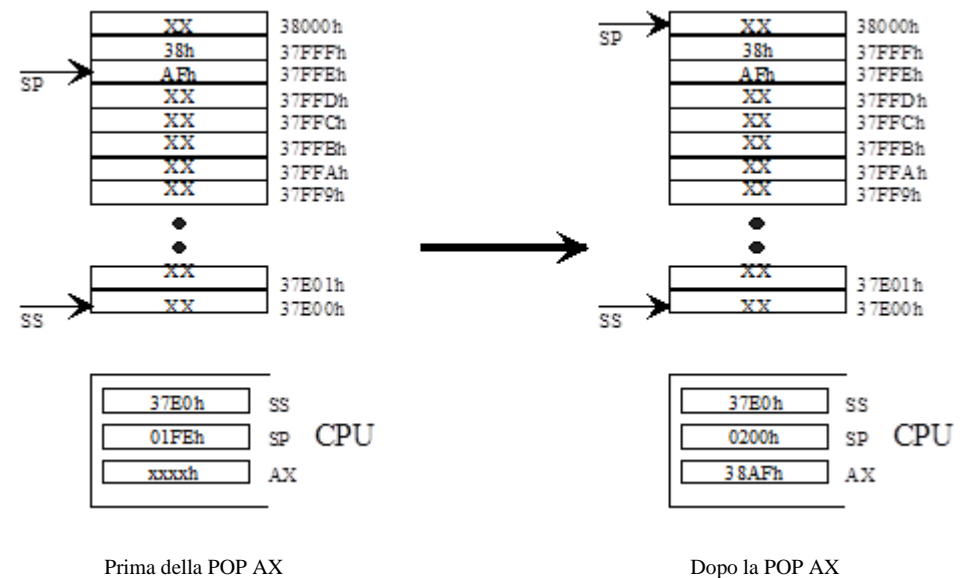 XX 38000h
38h 37FFFh
SP AFh 37FFEh
XX 37FFDh
XX 37FFCh
XX 37FFBh
XX 37FFAh
XX 37FF9h
XX 37E01h
SS XX 37E00h
37E0h SS
01FEh SP CPU
xxxxh AX
Prima della POP AX
SP XX 38000h
38h 37FFFh
AFh 37FFEh
XX 37FFDh
XX 37FFCh
XX 37FFBh
XX 37FFAh
XX 37FF9h
XX 37E01h
SS XX 37E00h
37E0h SS
0200h SP CPU
38AFh AX
Dopo la POP AX